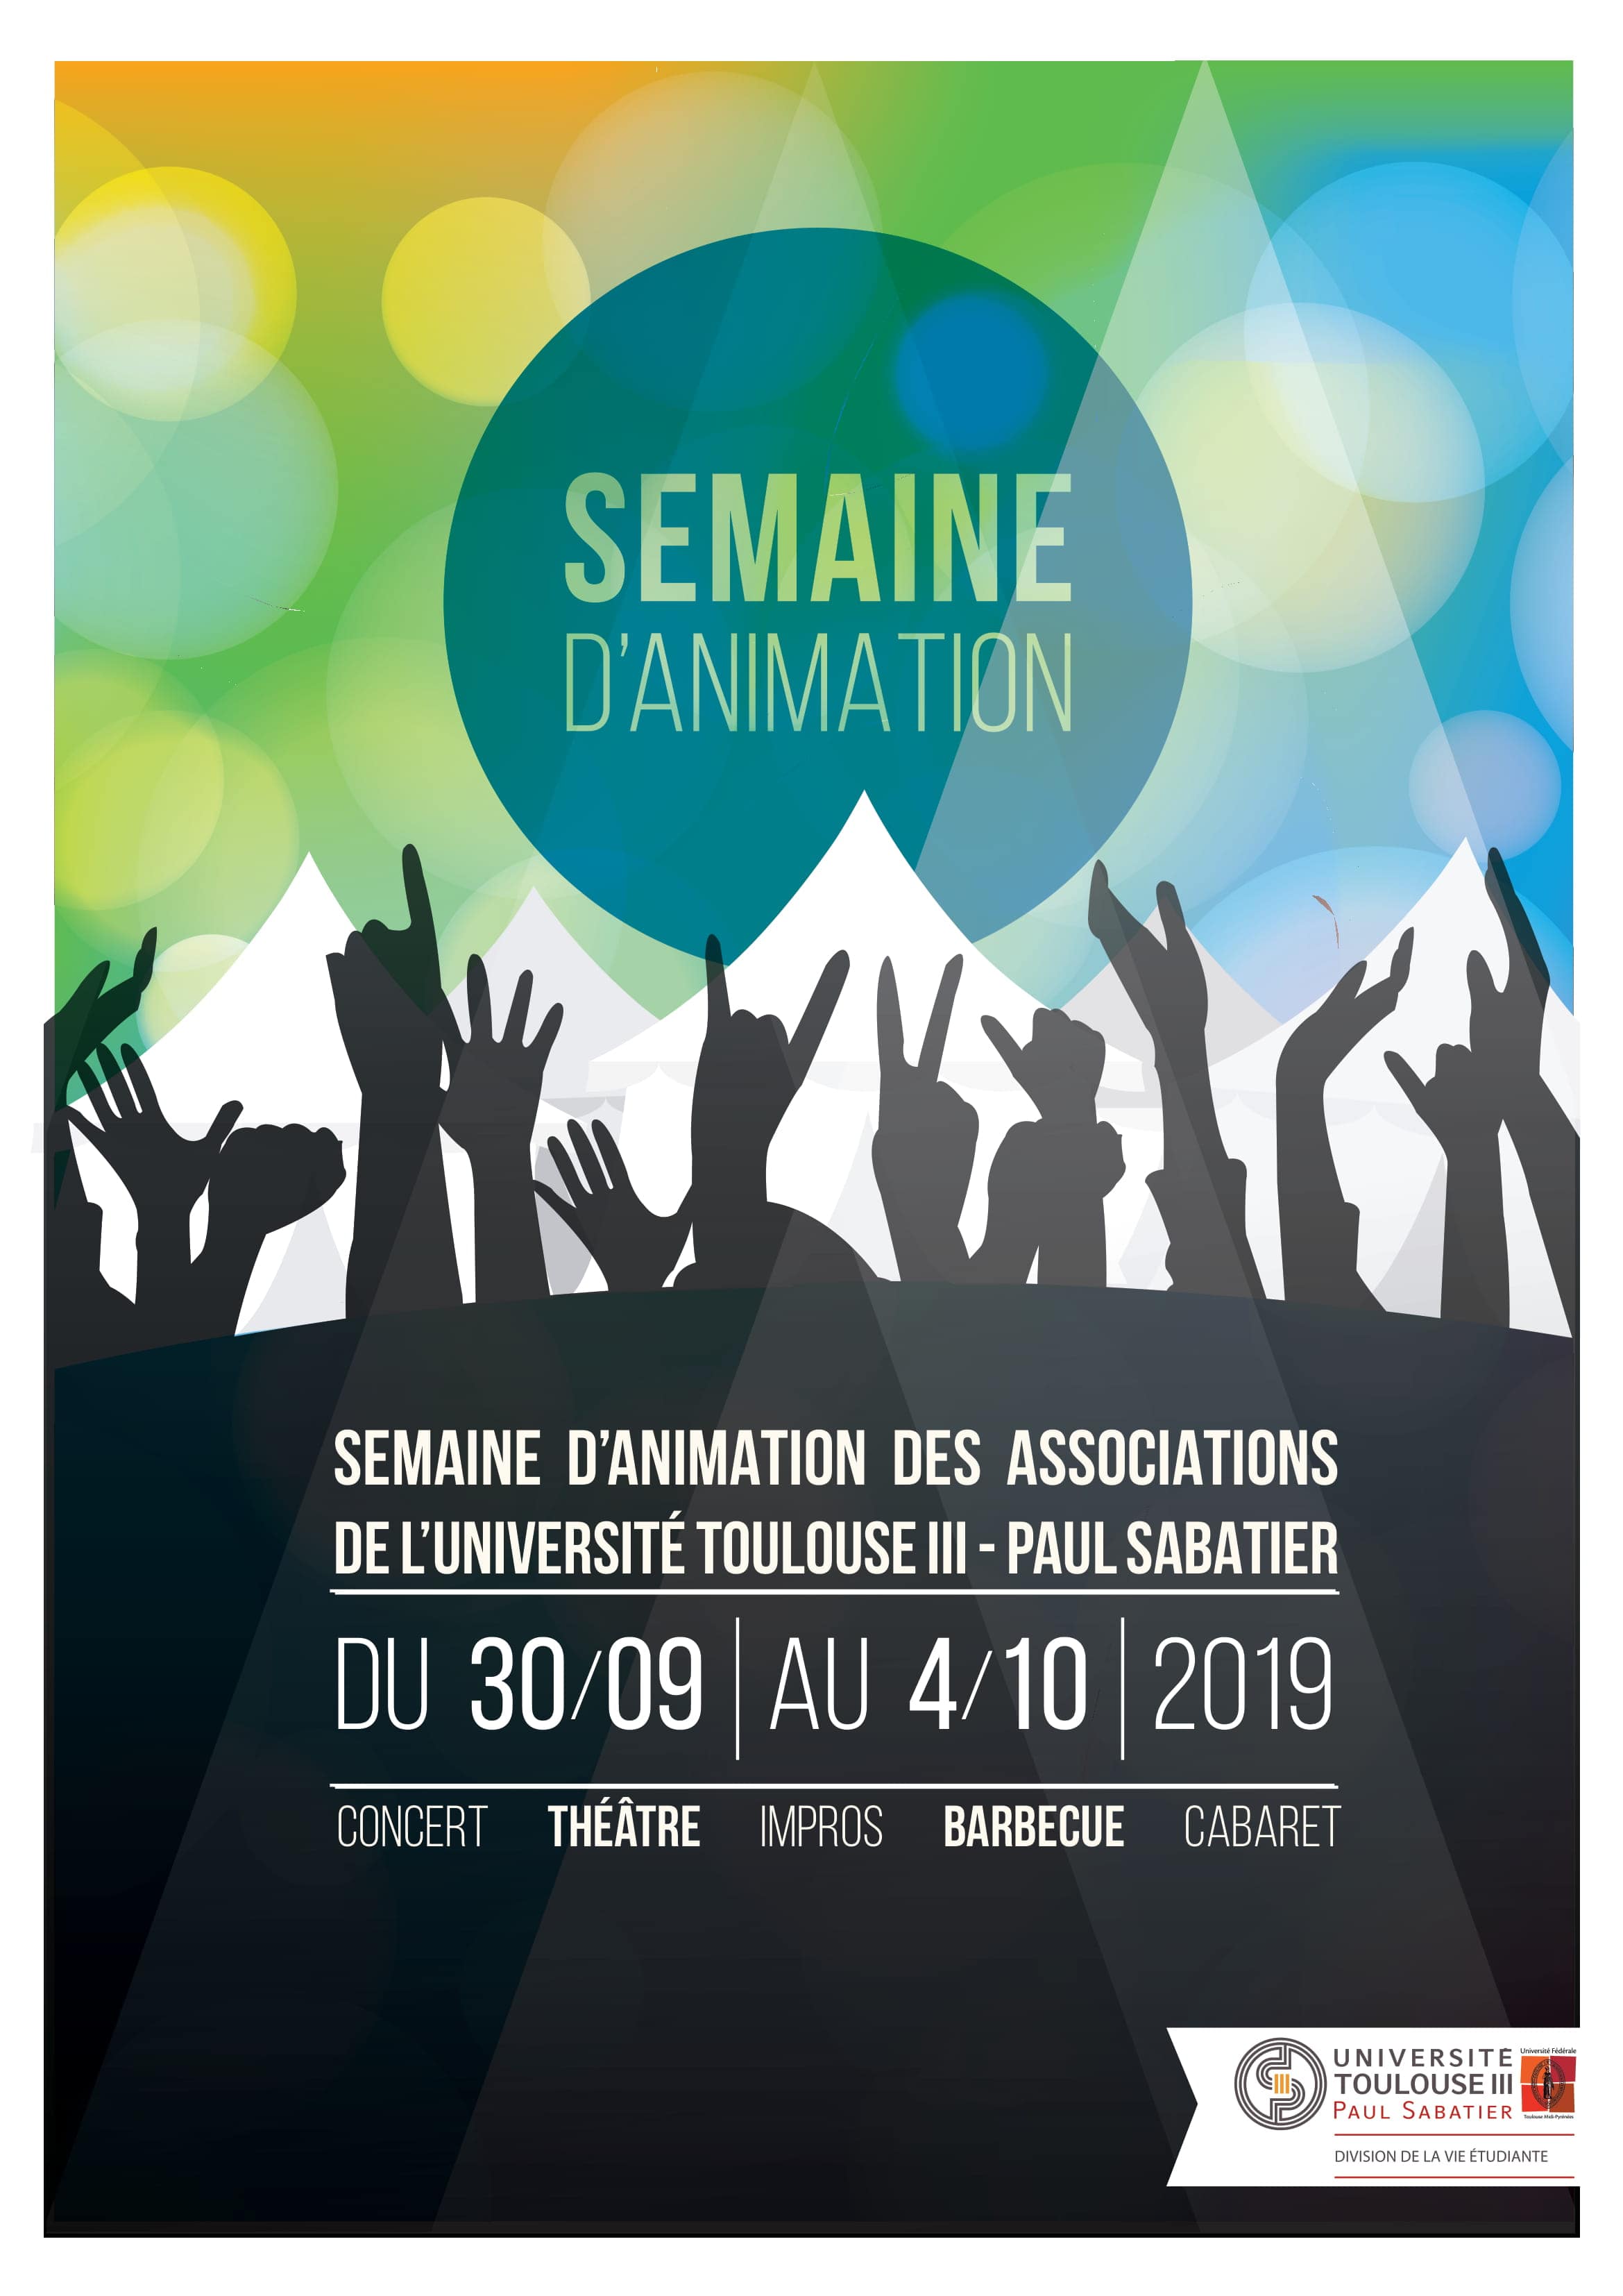 SEMAINE
D'ANIMATION
SEMAINE D'ANIMATION DES ASSOCIATIONS
DE L'UNIVERSITÉ TOULOUSE III - PAUL SABATIER
DU 30/09 | AU 4/10 | 2019
CONCERT THÉÂTRE IMPROS BARBECUE CABARET
UNIVERSITÉ
TOULOUSE III
PAUL SABATIER
Université Fédérale
Toulouse Midi-Pyrénées
DIVISION DE LA VIE ÉTUDIANTE